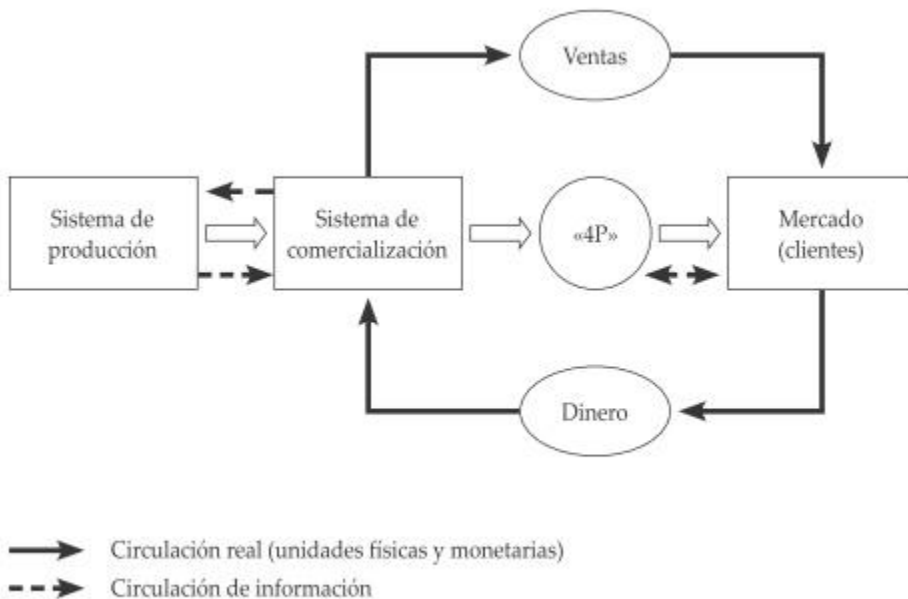 Ventas
Sistema de
producción
Sistema de
comercialización
«4P»
Mercado
(clientes)
Dinero
Circulación real (unidades físicas y monetarias)
Circulación de información